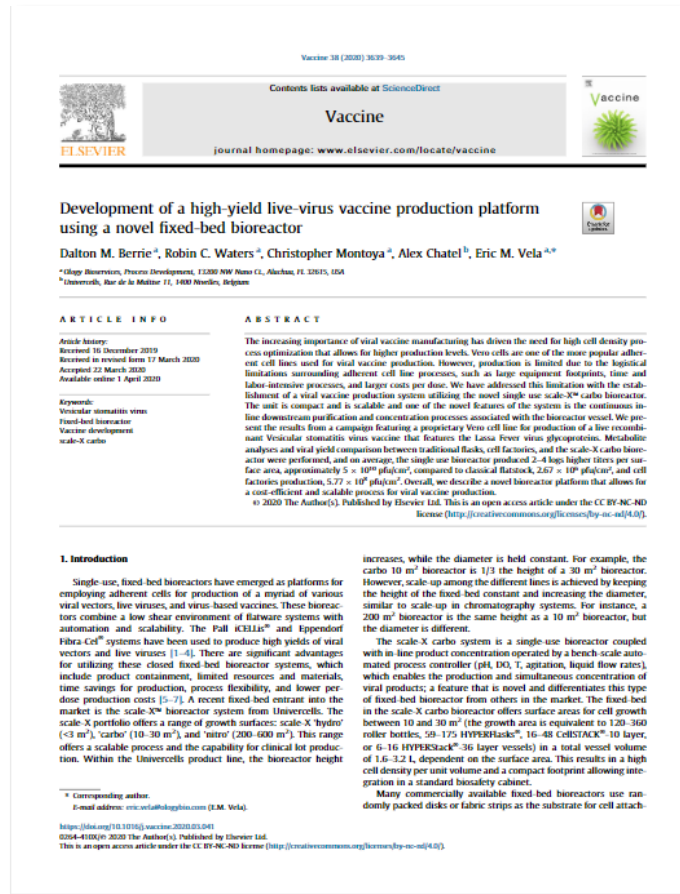 Vaccine 38 (2020) 3639–3645
Contents lists available at ScienceDirect
Vaccine
journal homepage: www.elsevier.com/locate/vaccine
ELSEVIER
Vaccine
Development of a high-yield live-virus vaccine production platform
using a novel fixed-bed bioreactor
Check for
updates
Dalton M. Berrie a, Robin C. Waters a, Christopher Montoya a, Alex Chatel b, Eric M. Vela a,*
a Ology Bioservices, Process Development, 13200 NW Nano Ct., Alachua, FL 32615, USA
b Univercells, Rue de la Maitise 11, 1400 Nivelles, Belgium
ARTICLE INFO
Article history:
Received 16 December 2019
Received in revised form 17 March 2020
Accepted 22 March 2020
Available online 1 April 2020
Keywords:
Vesicular stomatitis virus
Fixed-bed bioreactor
Vaccine development
scale-X carbo
ABSTRACT
The increasing importance of viral vaccine manufacturing has driven the need for high cell density pro-
cess optimization that allows for higher production levels. Vero cells are one of the more popular adher-
ent cell lines used for viral vaccine production. However, production is limited due to the logistical
limitations surrounding adherent cell line processes, such as large equipment footprints, time and
labor-intensive processes, and larger costs per dose. We have addressed this limitation with the estab-
lishment of a viral vaccine production system utilizing the novel single use scale-X™ carbo bioreactor.
The unit is compact and is scalable and one of the novel features of the system is the continuous in-
line downstream purification and concentration processes associated with the bioreactor vessel. We pre-
sent the results from a campaign featuring a proprietary Vero cell line for production of a live recombi-
nant Vesicular stomatitis virus vaccine that features the Lassa Fever virus glycoproteins. Metabolite
analyses and viral yield comparison between traditional flasks, cell factories, and the scale-X carbo biore-
actor were performed, and on average, the single use bioreactor produced 2–4 logs higher titers per sur-
face area, approximately 5 × 10¹⁰ pfu/cm², compared to classical flatstock, 2.67 × 10⁶ pfu/cm², and cell
factories production, 5.77 × 10⁸ pfu/cm². Overall, we describe a novel bioreactor platform that allows for
a cost-efficient and scalable process for viral vaccine production.
© 2020 The Author(s). Published by Elsevier Ltd. This is an open access article under the CC BY-NC-ND
license (http://creativecommons.org/licenses/by-nc-nd/4.0/).
1. Introduction
Single-use, fixed-bed bioreactors have emerged as platforms for
employing adherent cells for production of a myriad of various
viral vectors, live viruses, and virus-based vaccines. These bioreac-
tors combine a low shear environment of flatware systems with
automation and scalability. The Pall iCELLis® and Eppendorf
Fibra-Cel® systems have been used to produce high yields of viral
vectors and live viruses [1–4]. There are significant advantages
for utilizing these closed fixed-bed bioreactor systems, which
include product containment, limited resources and materials,
time savings for production, process flexibility, and lower per-
dose production costs [5–7]. A recent fixed-bed entrant into the
market is the scale-X™ bioreactor system from Univercells. The
scale-X portfolio offers a range of growth surfaces: scale-X 'hydro'
(<3 m²), 'carbo' (10–30 m²), and 'nitro' (200–600 m²). This range
offers a scalable process and the capability for clinical lot produc-
tion. Within the Univercells product line, the bioreactor height
increases, while the diameter is held constant. For example, the
carbo 10 m² bioreactor is 1/3 the height of a 30 m² bioreactor.
However, scale-up among the different lines is achieved by keeping
the height of the fixed-bed constant and increasing the diameter,
similar to scale-up in chromatography systems. For instance, a
200 m² bioreactor is the same height as a 10 m² bioreactor, but
the diameter is different.
The scale-X carbo system is a single-use bioreactor coupled
with in-line product concentration operated by a bench-scale auto-
mated process controller (pH, DO, T, agitation, liquid flow rates),
which enables the production and simultaneous concentration of
viral products; a feature that is novel and differentiates this type
of fixed-bed bioreactor from others in the market. The fixed-bed
in the scale-X carbo bioreactor offers surface areas for cell growth
between 10 and 30 m² (the growth area is equivalent to 120–360
roller bottles, 59–175 HYPERFlasks®, 16–48 CellSTACK®-10 layer,
or 6–16 HYPERStack®-36 layer vessels) in a total vessel volume
of 1.6–3.2 L, dependent on the surface area. This results in a high
cell density per unit volume and a compact footprint allowing inte-
gration in a standard biosafety cabinet.
Many commercially available fixed-bed bioreactors use ran-
domly packed disks or fabric strips as the substrate for cell attach-
* Corresponding author.
E-mail address: eric.vela@ologybio.com (E.M. Vela).
https://doi.org/10.1016/j.vaccine.2020.03.041
0264-410X/© 2020 The Author(s). Published by Elsevier Ltd.
This is an open access article under the CC BY-NC-ND license (http://creativecommons.org/licenses/by-nc-nd/4.0/).